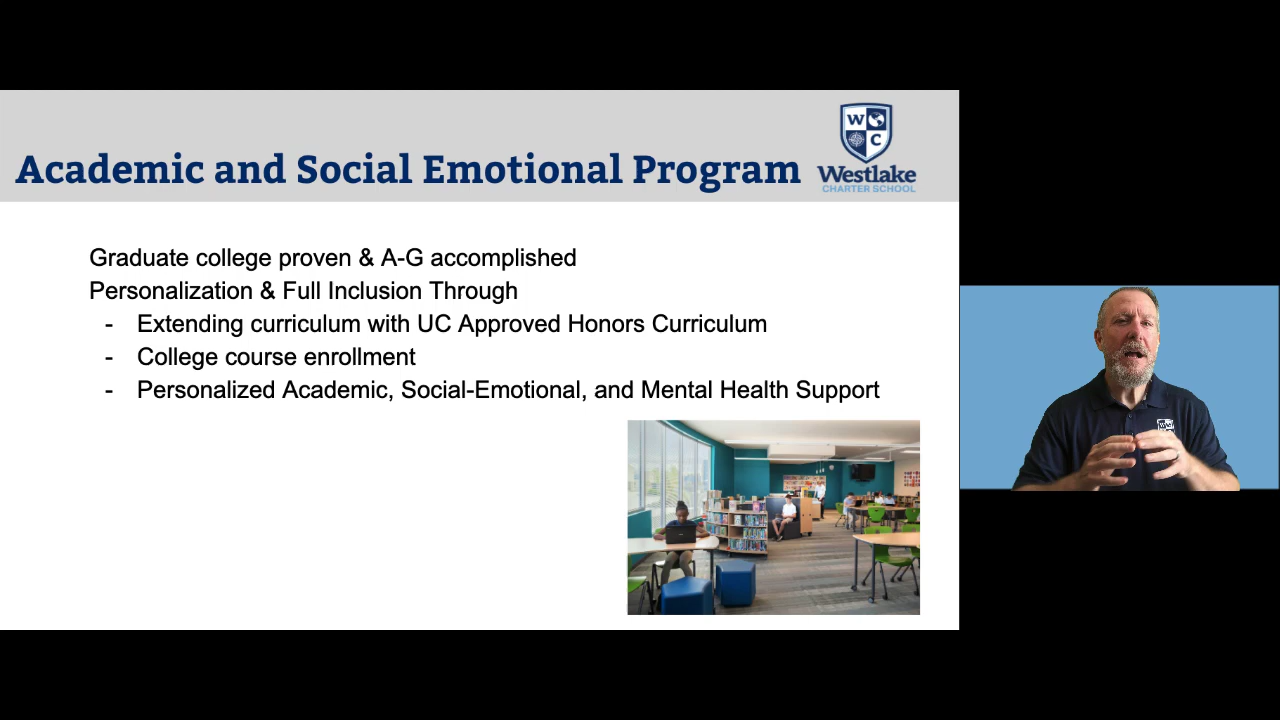 Academic and Social Emotional Program
W
C
Westlake
CHARTER SCHOOL
Graduate college proven & A-G accomplished
Personalization & Full Inclusion Through
- Extending curriculum with UC Approved Honors Curriculum
- College course enrollment
- Personalized Academic, Social-Emotional, and Mental Health Support